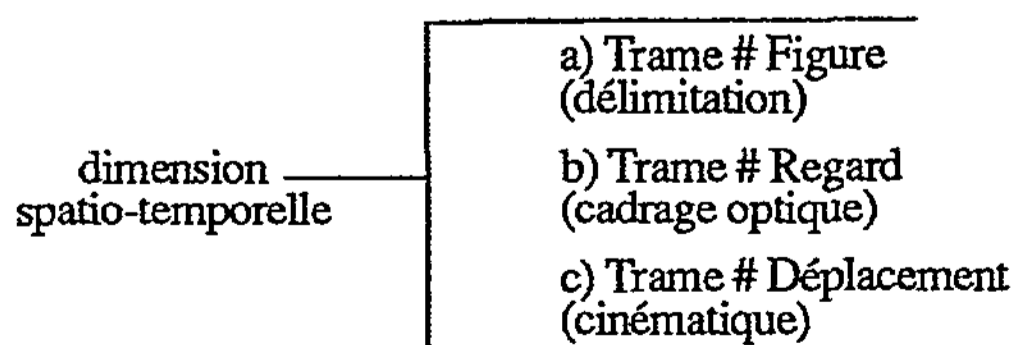 dimension
spatio-temporelle
a) Trame # Figure
(délimitation)
b) Trame # Regard
(cadrage optique)
c) Trame # Déplacement
(cinématique)